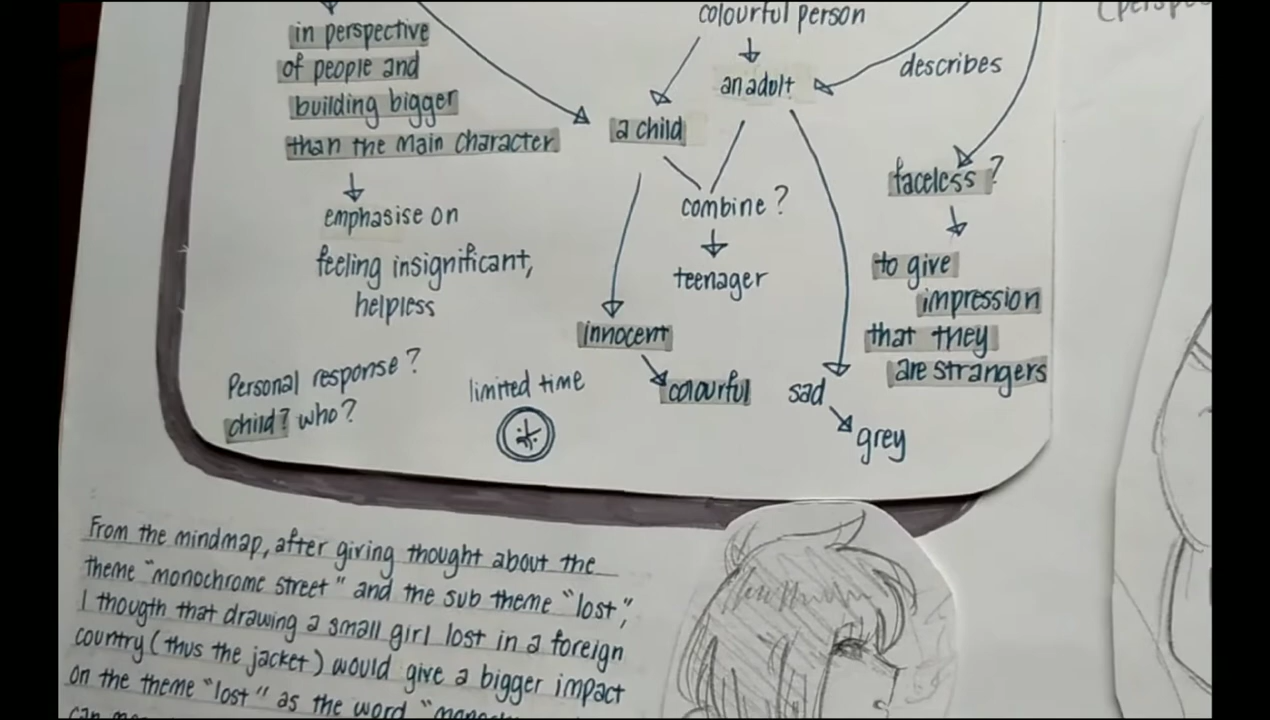 colourful person
in perspective
of people and
building bigger
than the main character
an adult
describes
a child
faceless?
emphasise on
feeling insignificant,
helpless
combine?
teenager
to give
impression
that they
are strangers
innocent
colourful
sad
grey
Personal response?
child? who?
limited time
From the mindmap, after giving thought about the
theme "monochrome street" and the sub theme "lost",
I thougth that drawing a small girl lost in a foreign
country (thus the jacket) would give a bigger impact
on the theme "lost" as the word